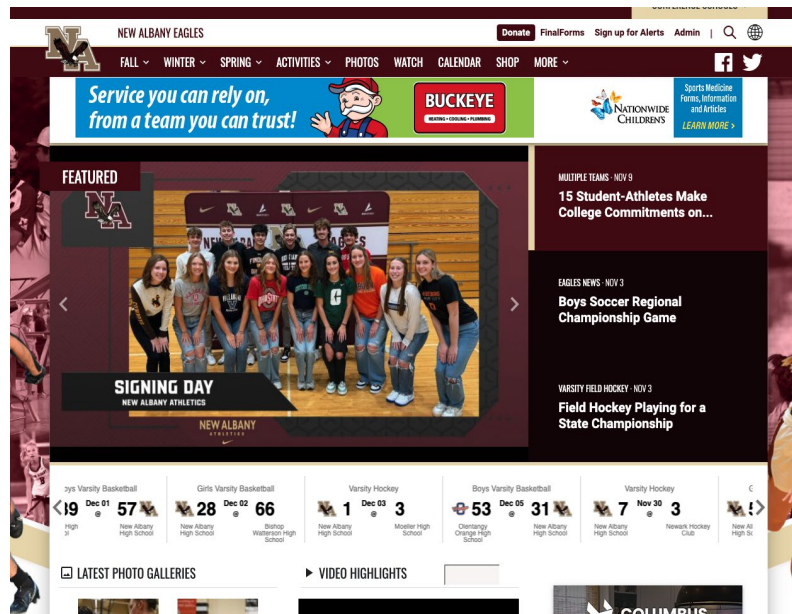 CONFERENCE SCHOOLS
NEW ALBANY EAGLES
Donate FinalForms Sign up for Alerts Admin |
FALL WINTER SPRING ACTIVITIES PHOTOS WATCH CALENDAR SHOP MORE
Service you can rely on,
from a team you can trust!
BUCKEYE
HEATING • COOLING • PLUMBING
NATIONWIDE
CHILDREN'S
Sports Medicine
Forms, Information
and Articles
LEARN MORE >
FEATURED
NA
SIGNING DAY
NEW ALBANY ATHLETICS
NEW ALBANY
ATHLETICS
MULTIPLE TEAMS · NOV 9
15 Student-Athletes Make
College Commitments on...
EAGLES NEWS · NOV 3
Boys Soccer Regional
Championship Game
VARSITY FIELD HOCKEY · NOV 3
Field Hockey Playing for a
State Championship
oys Varsity Basketball
39 Dec 01 @ 57
High
New Albany
High School
Girls Varsity Basketball
28 Dec 02 @ 66
New Albany
High School
Bishop
Watterson High
School
Varsity Hockey
1 Dec 03 @ 3
New Albany
High School
Moeller High
School
Boys Varsity Basketball
53 Dec 05 @ 31
Olentangy
Orange High
School
New Albany
High School
Varsity Hockey
7 Nov 30 @ 3
New Albany
High School
Newark Hockey
Club
LATEST PHOTO GALLERIES
VIDEO HIGHLIGHTS
COLUMBUS